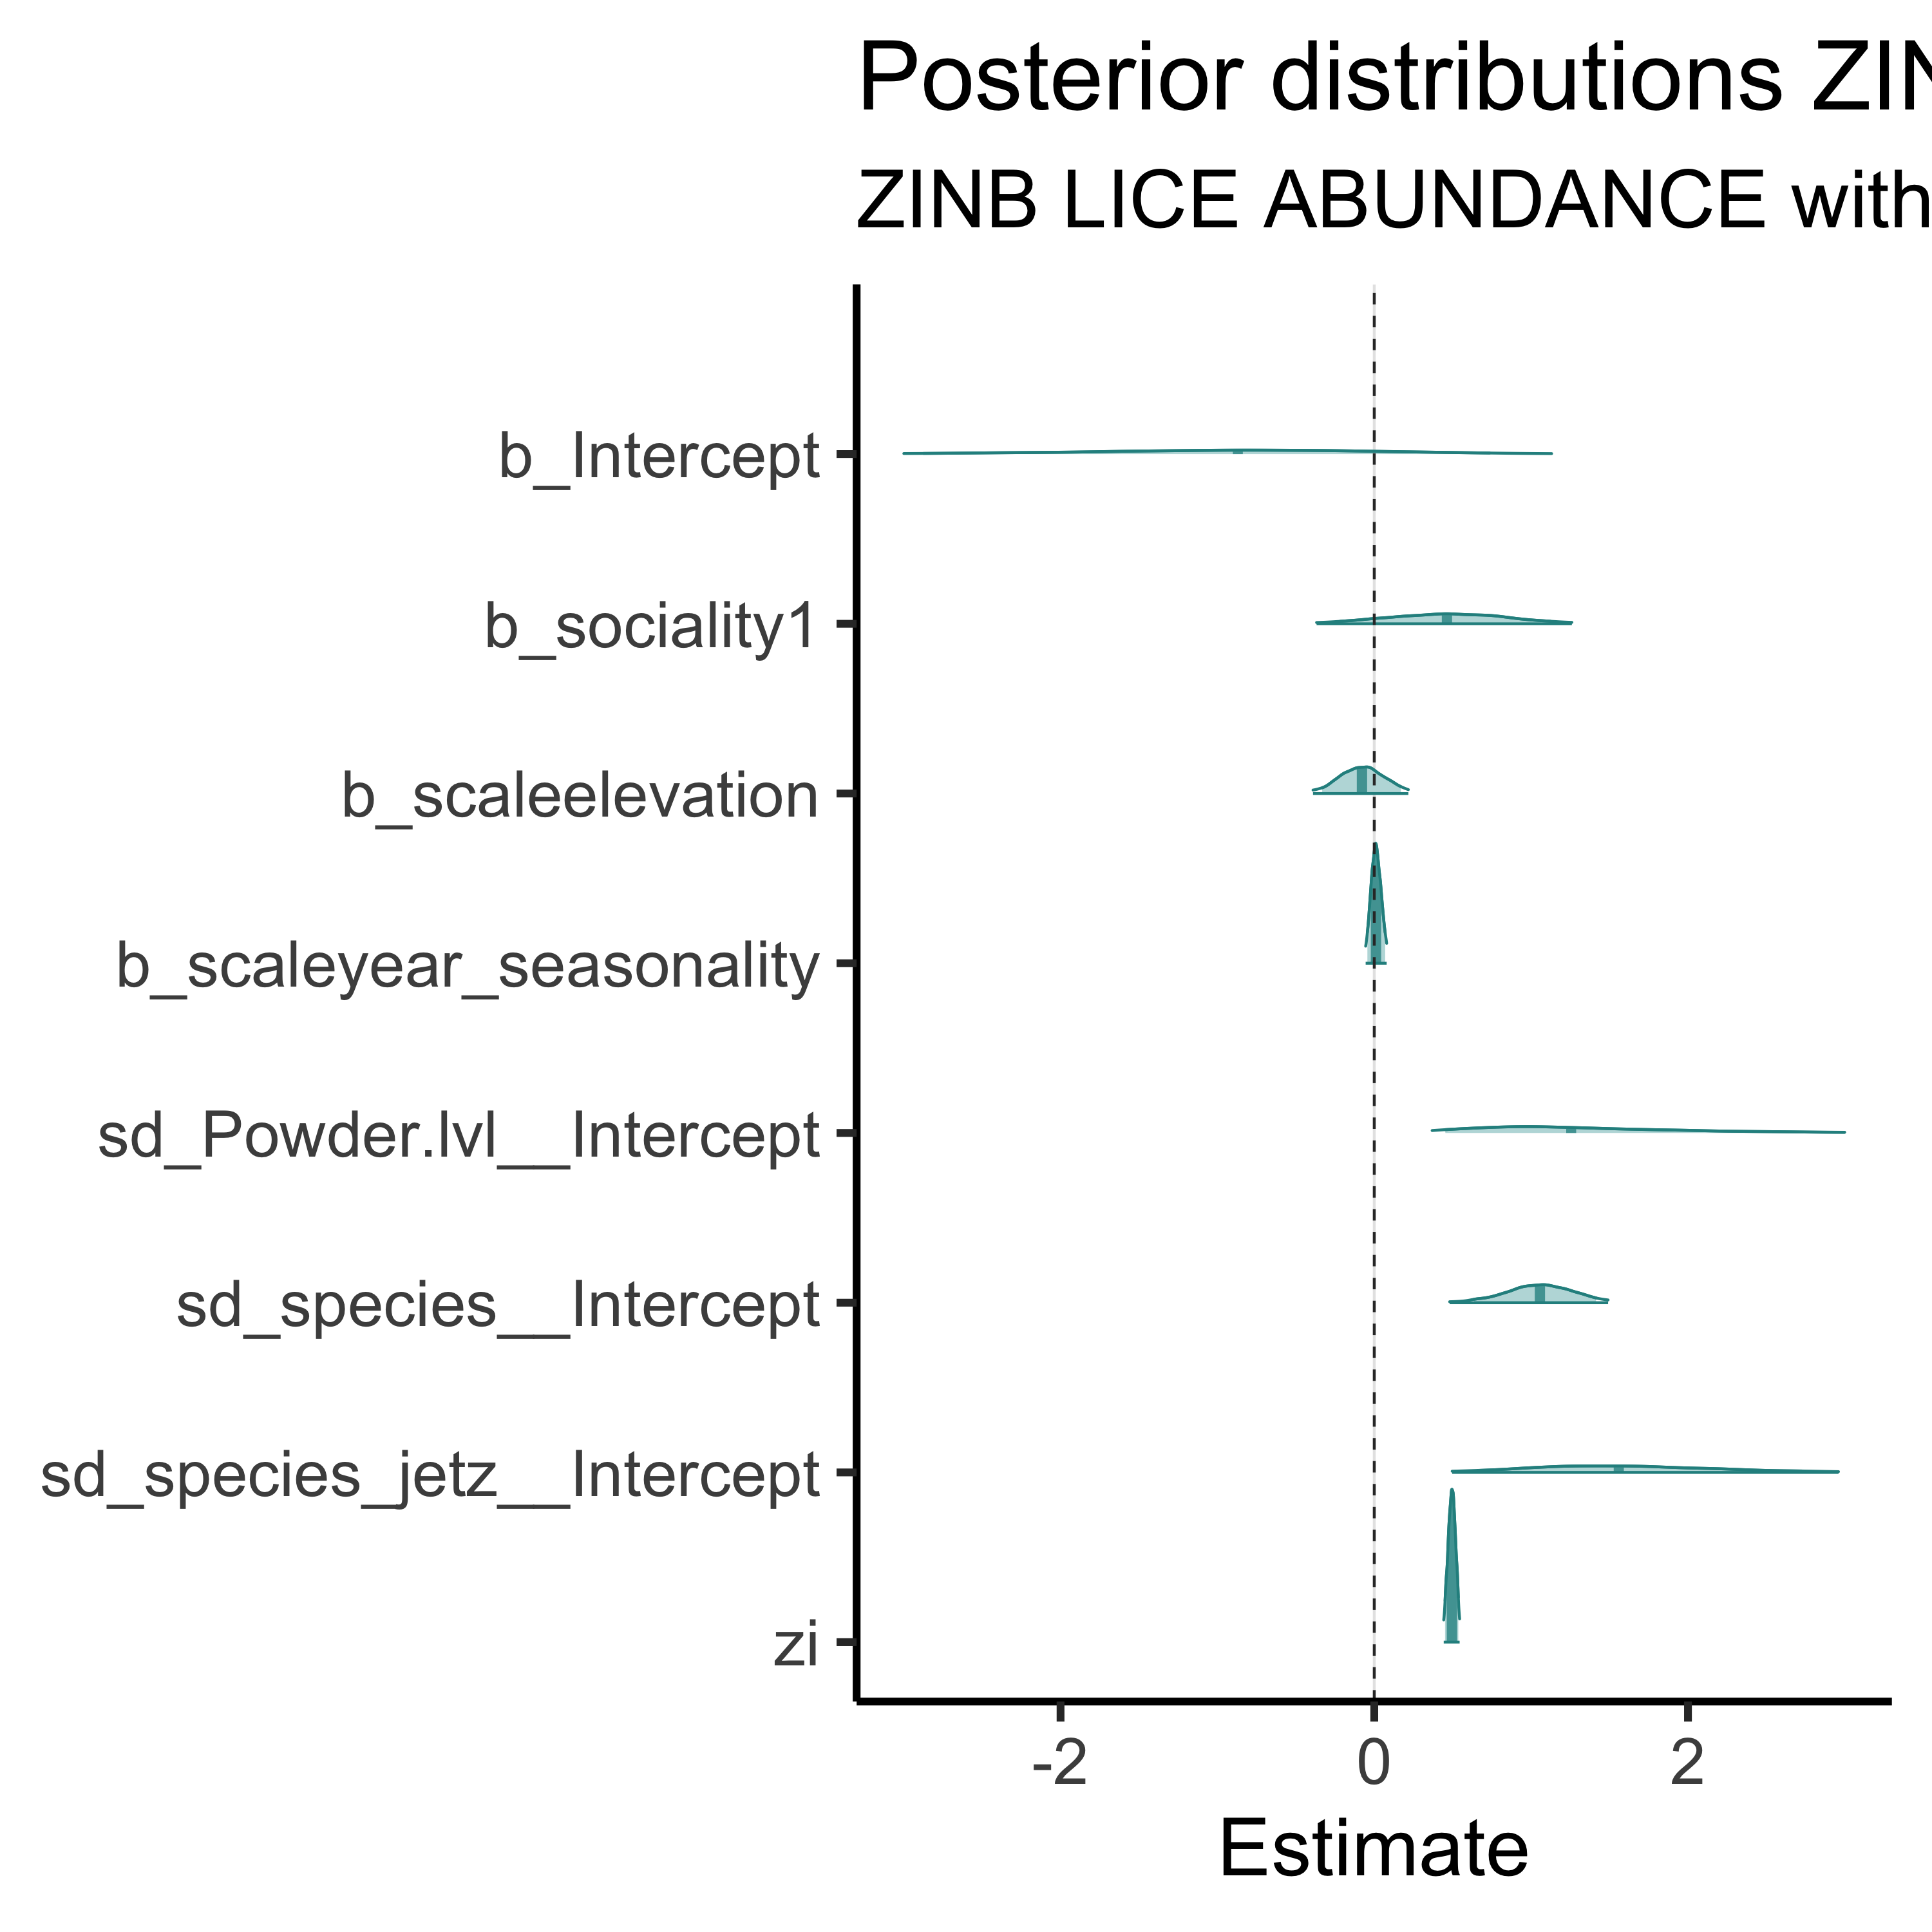 Posterior distributions ZIN
ZINB LICE ABUNDANCE with
b_Intercept
b_sociality1
b_scaleelevation
b_scaleyear_seasonality
sd_Powder.lvl__Intercept
sd_species__Intercept
sd_species_jetz__Intercept
zi
-2 0 2
Estimate